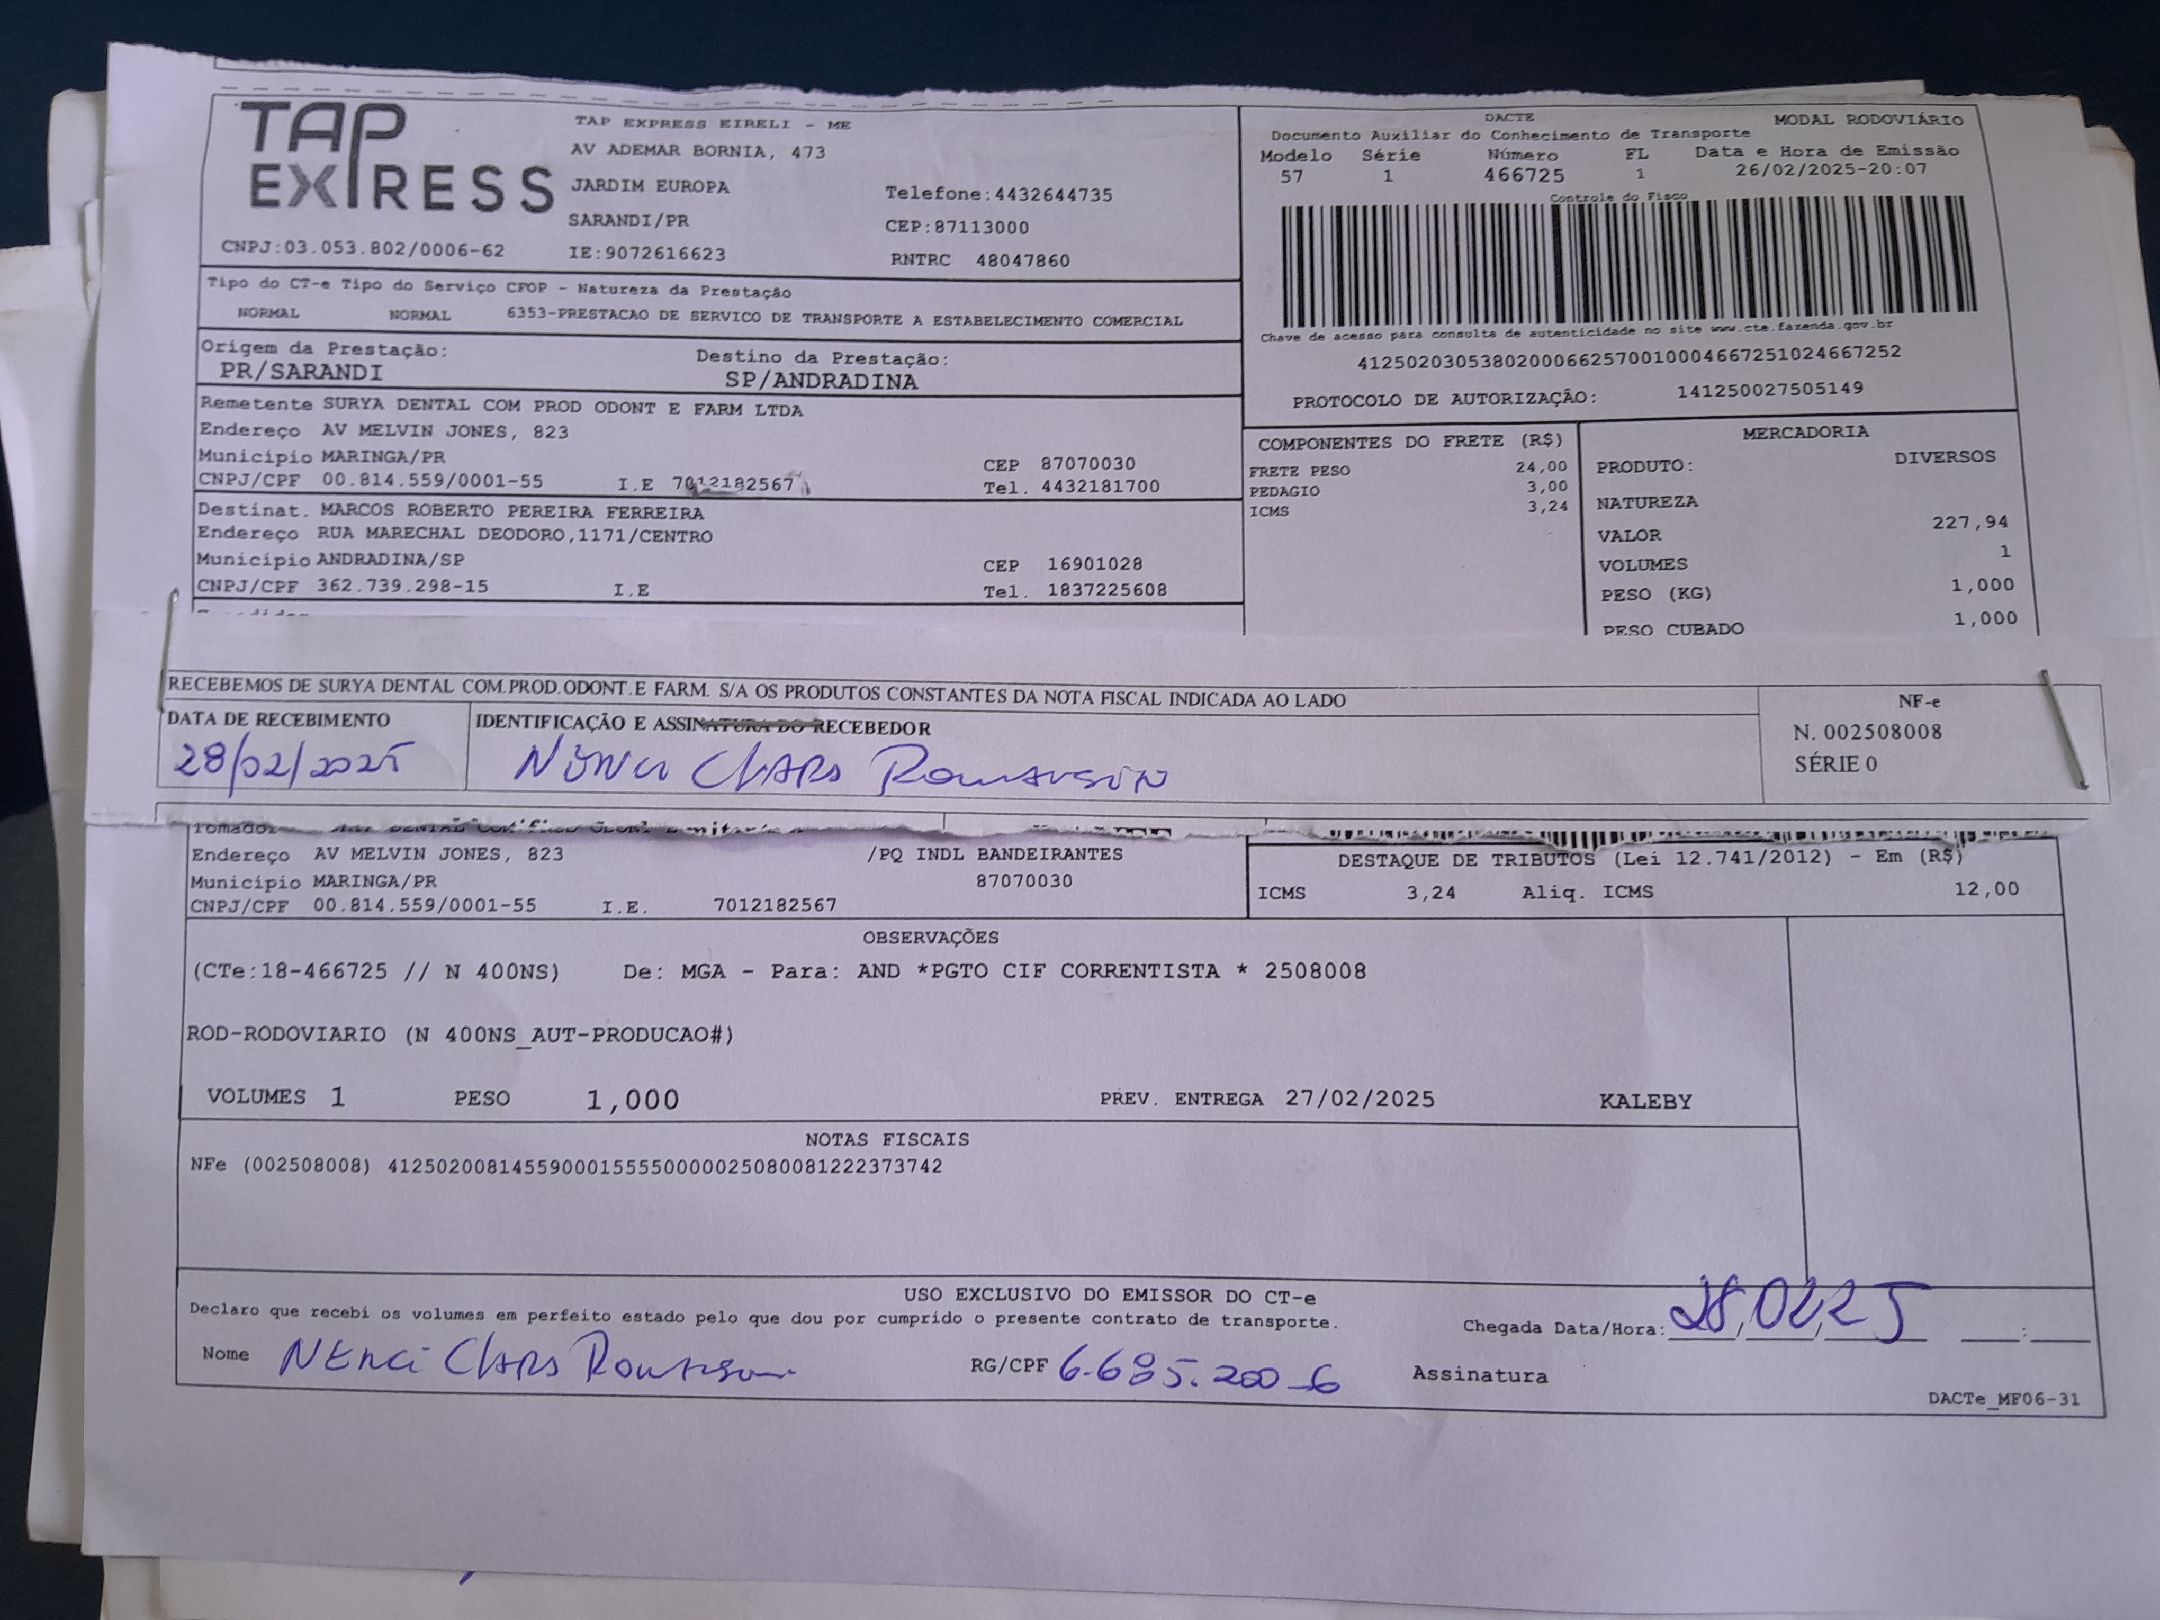 TAP EXPRESS
TAP EXPRESS EIRELI - ME
AV ADEMAR BORNIA, 473
JARDIM EUROPA Telefone:4432644735
SARANDI/PR CEP:87113000
CNPJ:03.053.802/0006-62 IE:9072616623 RNTRC 48047860
DACTE MODAL RODOVIÁRIO
Documento Auxiliar do Conhecimento de Transporte
Modelo Série Número FL Data e Hora de Emissão
57 1 466725 1 26/02/2025-20:07
Controle do Fisco
Chave de acesso para consulta de autenticidade no site www.cte.fazenda.gov.br
41250203053802000662570010004667251024667252
PROTOCOLO DE AUTORIZAÇÃO: 141250027505149
Tipo do CT-e Tipo do Serviço CFOP - Natureza da Prestação
NORMAL NORMAL 6353-PRESTACAO DE SERVICO DE TRANSPORTE A ESTABELECIMENTO COMERCIAL
Origem da Prestação: Destino da Prestação:
PR/SARANDI SP/ANDRADINA
Remetente SURYA DENTAL COM PROD ODONT E FARM LTDA
Endereço AV MELVIN JONES, 823
Município MARINGA/PR CEP 87070030
CNPJ/CPF 00.814.559/0001-55 I.E 7012182567 Tel. 4432181700
Destinat. MARCOS ROBERTO PEREIRA FERREIRA
Endereço RUA MARECHAL DEODORO,1171/CENTRO
Município ANDRADINA/SP CEP 16901028
CNPJ/CPF 362.739.298-15 I.E Tel. 1837225608
COMPONENTES DO FRETE (R$)
FRETE PESO 24,00
PEDAGIO 3,00
ICMS 3,24
MERCADORIA
PRODUTO: DIVERSOS
NATUREZA
VALOR 227,94
VOLUMES 1
PESO (KG) 1,000
PESO CUBADO 1,000
RECEBEMOS DE SURYA DENTAL COM.PROD.ODONT.E FARM. S/A OS PRODUTOS CONSTANTES DA NOTA FISCAL INDICADA AO LADO
DATA DE RECEBIMENTO IDENTIFICAÇÃO E ASSINATURA DO RECEBEDOR
28/02/2025
NF-e
N. 002508008
SÉRIE 0
Tomador
Endereço AV MELVIN JONES, 823 /PQ INDL BANDEIRANTES
Município MARINGA/PR 87070030
CNPJ/CPF 00.814.559/0001-55 I.E. 7012182567
DESTAQUE DE TRIBUTOS (Lei 12.741/2012) - Em (R$)
ICMS 3,24 Aliq. ICMS 12,00
OBSERVAÇÕES
(CTe:18-466725 // N 400NS) De: MGA - Para: AND *PGTO CIF CORRENTISTA * 2508008
ROD-RODOVIARIO (N 400NS_AUT-PRODUCAO#)
VOLUMES 1 PESO 1,000 PREV. ENTREGA 27/02/2025 KALEBY
NOTAS FISCAIS
NFe (002508008) 41250200814559000155550000025080081222373742
USO EXCLUSIVO DO EMISSOR DO CT-e
Declaro que recebi os volumes em perfeito estado pelo que dou por cumprido o presente contrato de transporte.
Chegada Data/Hora: 28,02,25
Nome RG/CPF 6.685.200-6 Assinatura
DACTe_MF06-31